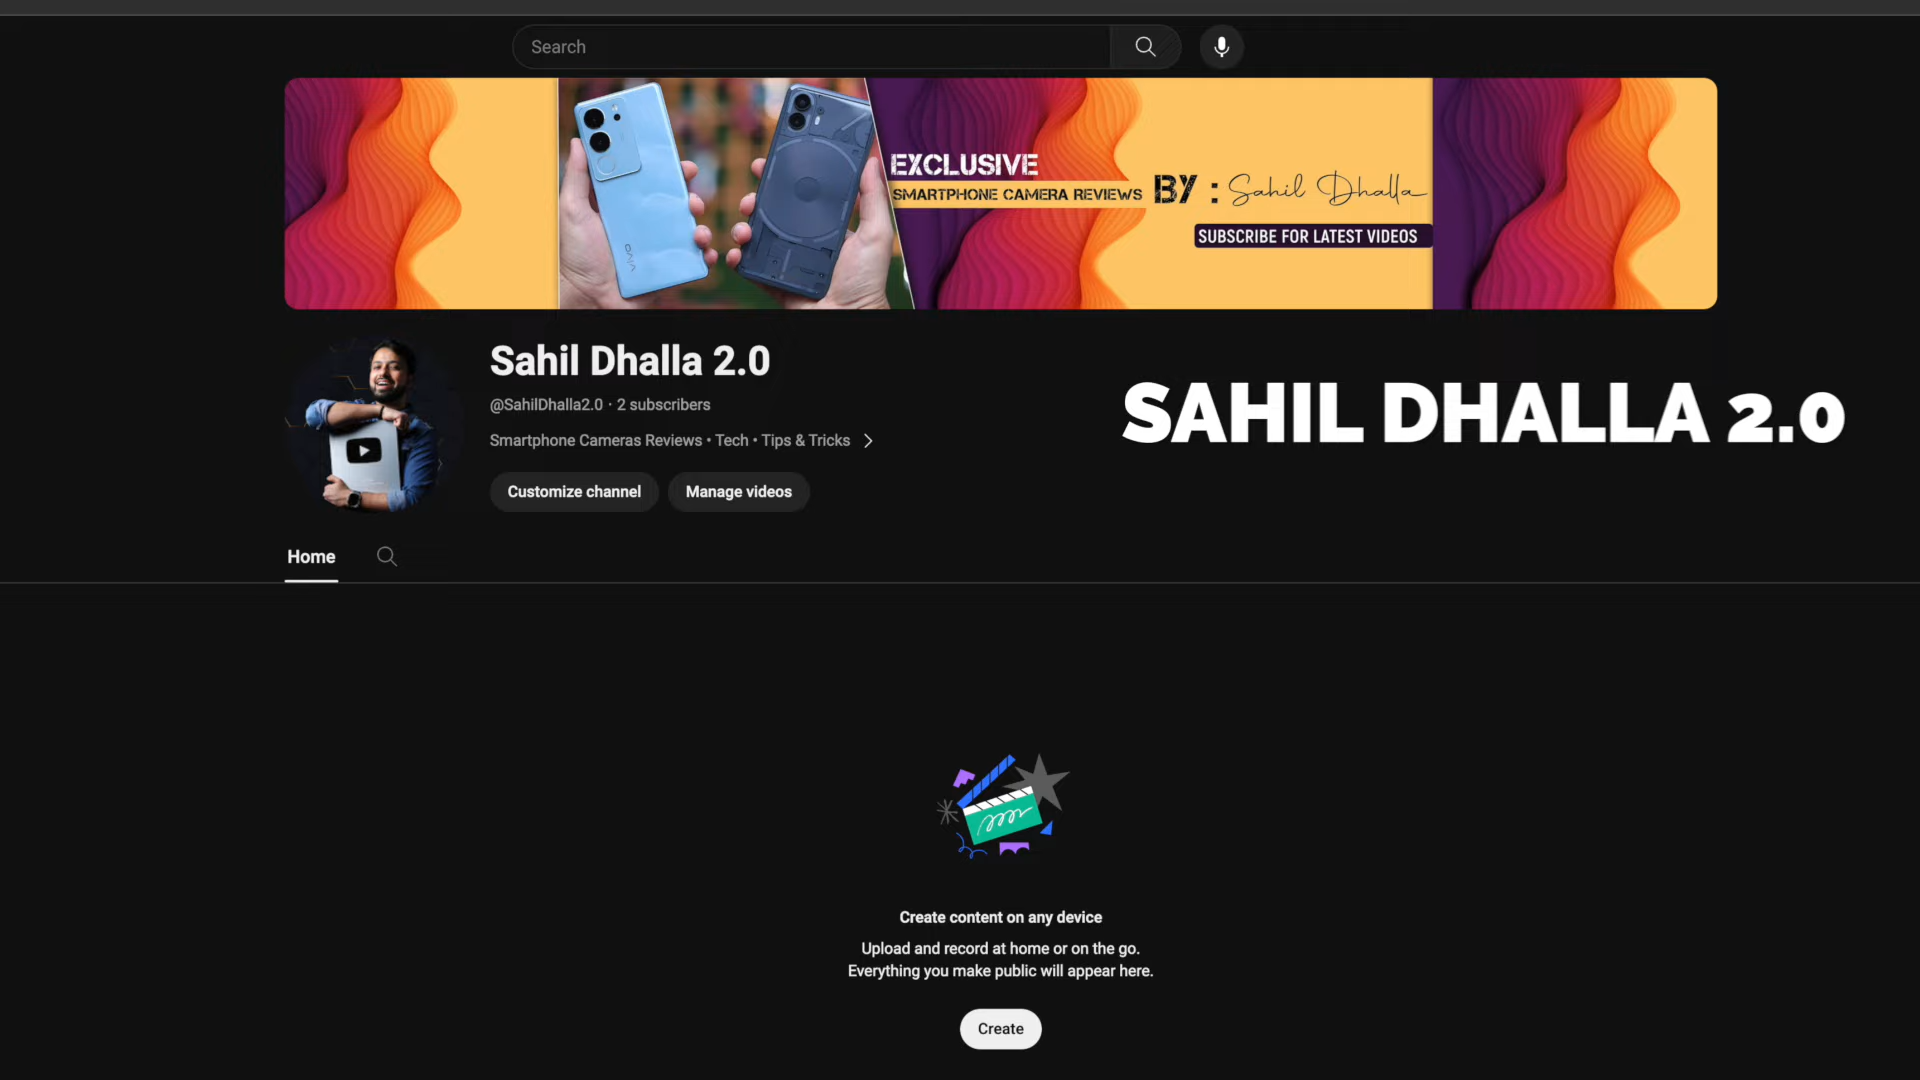 Search
EXCLUSIVE
SMARTPHONE CAMERA REVIEWS
BY : Sahil Dhalla
SUBSCRIBE FOR LATEST VIDEOS
vivo
Sahil Dhalla 2.0
@SahilDhalla2.0 · 2 subscribers
Smartphone Cameras Reviews • Tech • Tips & Tricks
SAHIL DHALLA 2.0
Customize channel
Manage videos
Home
Create content on any device
Upload and record at home or on the go.
Everything you make public will appear here.
Create